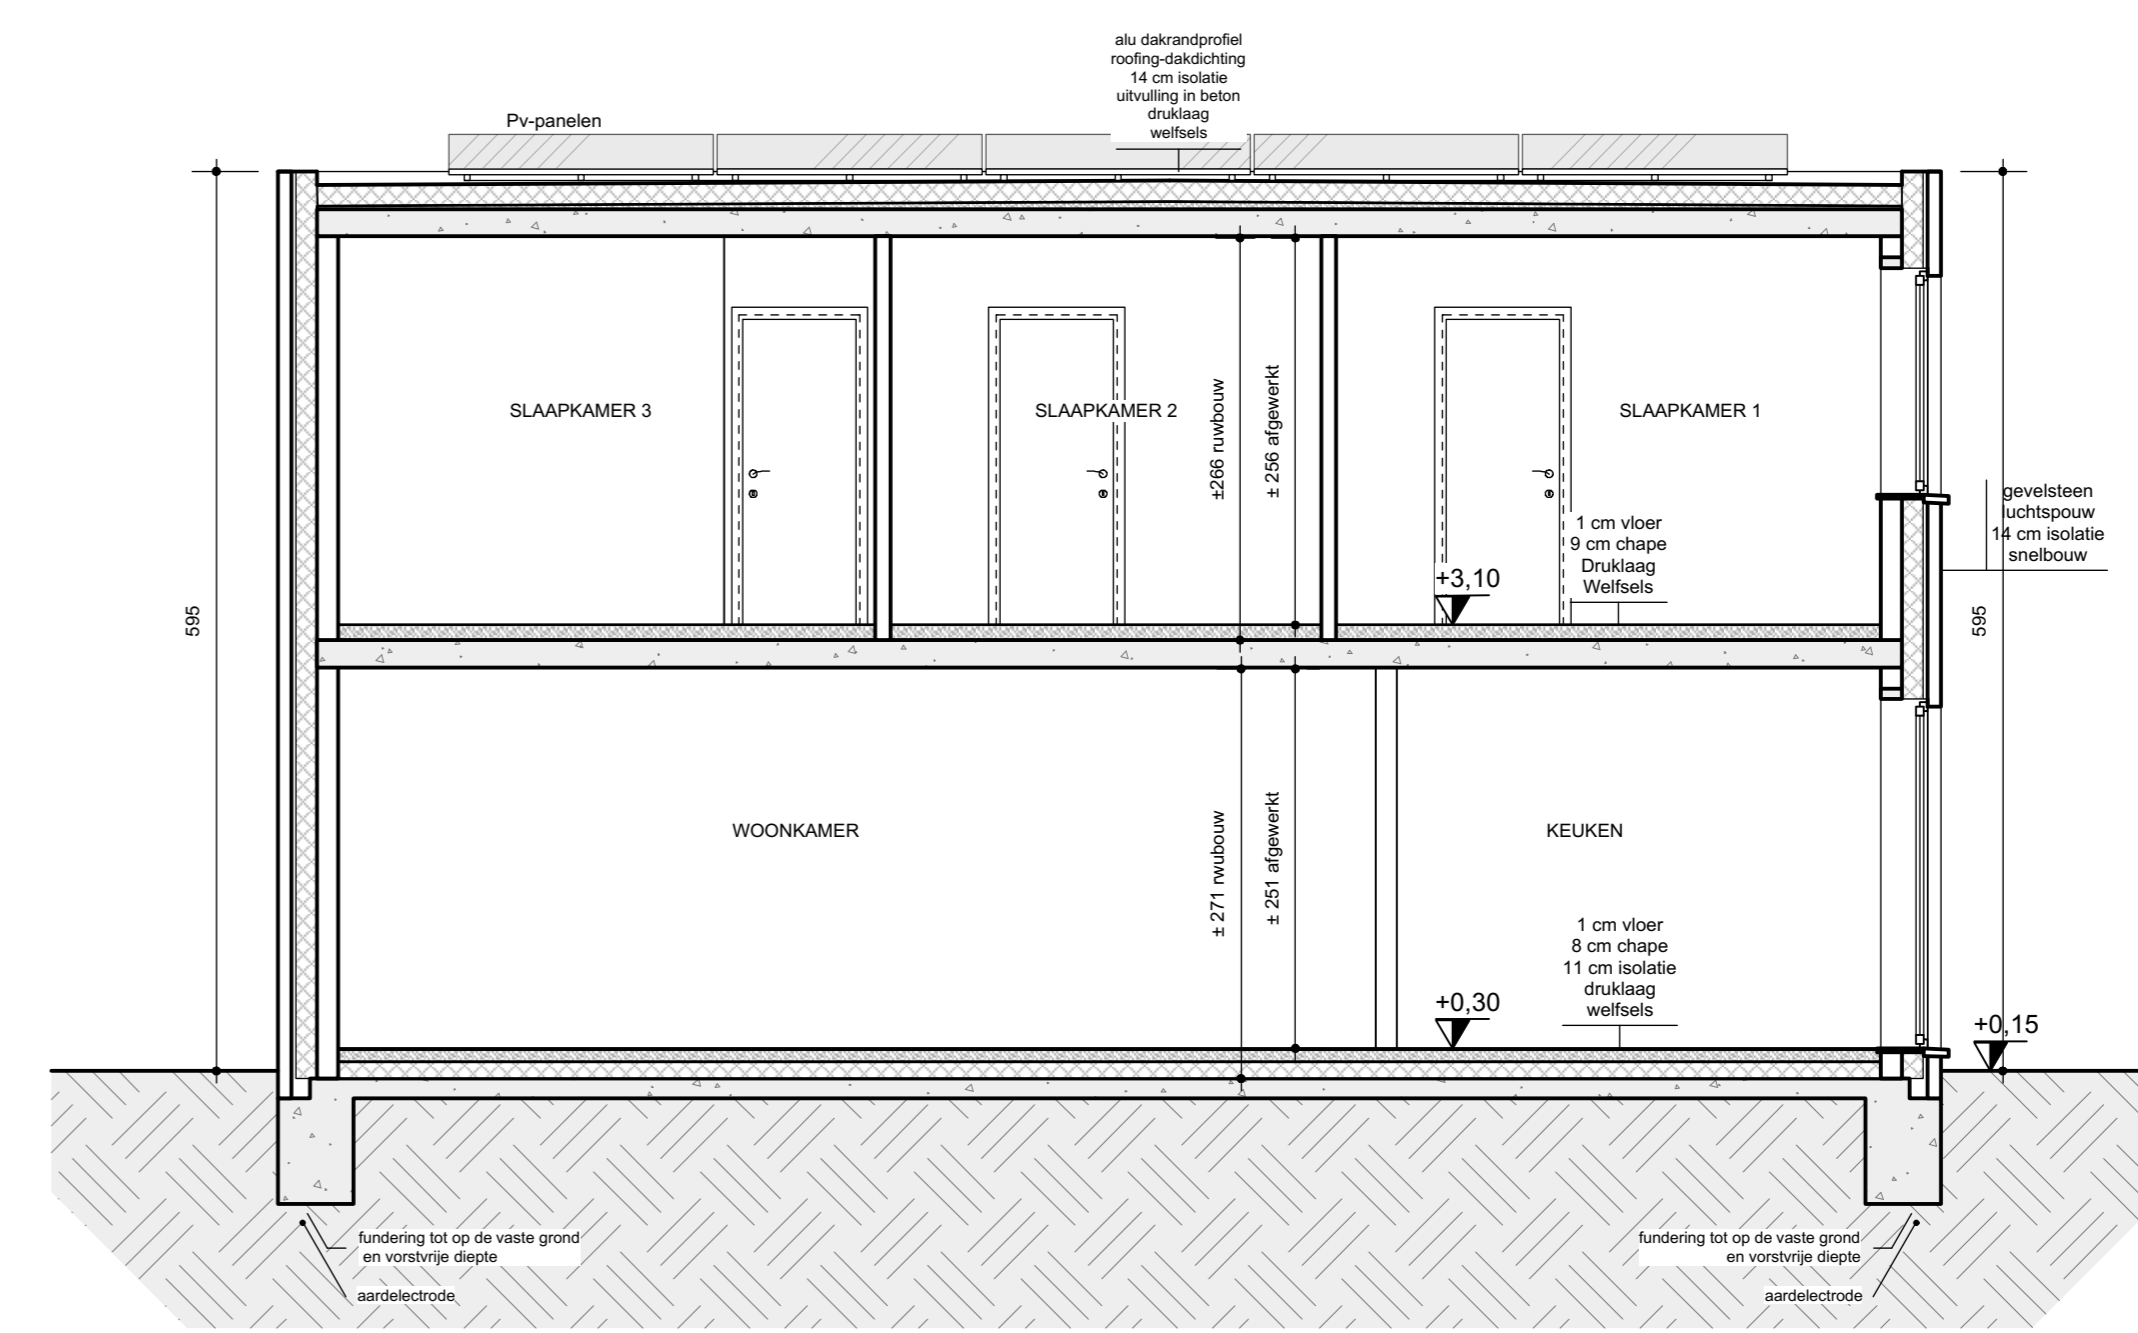 alu dakrandprofiel
roofing-dakdichting
14 cm isolatie
uitvulling in beton
druklaag
welfsels
Pv-panelen
SLAAPKAMER 3
SLAAPKAMER 2
SLAAPKAMER 1
±266 ruwbouw
± 256 afgewerkt
gevelsteen
luchtspouw
14 cm isolatie
snelbouw
1 cm vloer
9 cm chape
Druklaag
Welfsels
+3,10
595
595
WOONKAMER
KEUKEN
± 271 rwubouw
± 251 afgewerkt
1 cm vloer
8 cm chape
11 cm isolatie
druklaag
welfsels
+0,30
+0,15
fundering tot op de vaste grond
en vorstvrije diepte
aardelectrode
fundering tot op de vaste grond
en vorstvrije diepte
aardelectrode